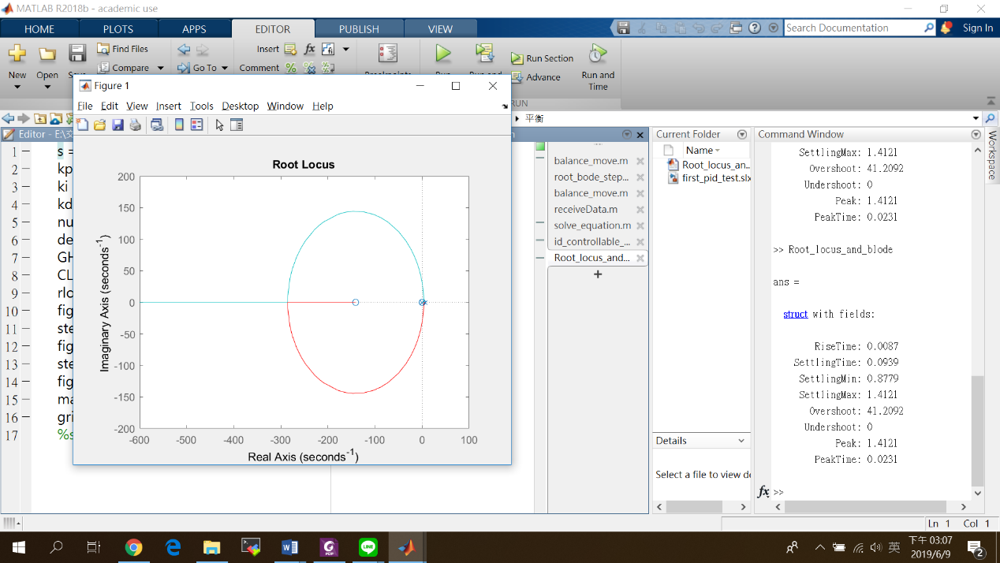 MATLAB R2018b - academic use
HOME PLOTS APPS EDITOR PUBLISH VIEW
Search Documentation Sign In
Find Files Insert fx
New Open Compare Go To Comment Run Run Section Advance Run and Time
RUN
Figure 1
File Edit View Insert Tools Desktop Window Help
平衡
Editor - E:\文
Current Folder
Command Window
Workspace
1 s =
2 kp
3 ki
4 kd
5 nu
6 de
7 GH
8 CL
9 rlo
10 fig
11 ste
12 fig
13 ste
14 fig
15 ma
16 gri
17 %s
Root Locus
200
150
100
50
0
-50
-100
-150
-200
-600 -500 -400 -300 -200 -100 0 100
Imaginary Axis (seconds-1)
Real Axis (seconds-1)
balance_move.m
root_bode_step...
balance_move.m
receiveData.m
solve_equation.m
id_controllable_...
Root_locus_and...
+
Name
Root_locus_an...
first_pid_test.slx
Details
Select a file to view de
SettlingMax: 1.4121
Overshoot: 41.2092
Undershoot: 0
Peak: 1.4121
PeakTime: 0.0231
>> Root_locus_and_blode
ans =
struct with fields:
RiseTime: 0.0087
SettlingTime: 0.0939
SettlingMin: 0.8779
SettlingMax: 1.4121
Overshoot: 41.2092
Undershoot: 0
Peak: 1.4121
PeakTime: 0.0231
fx >>
Ln 1 Col 1
英
下午 03:07
2019/6/9
2